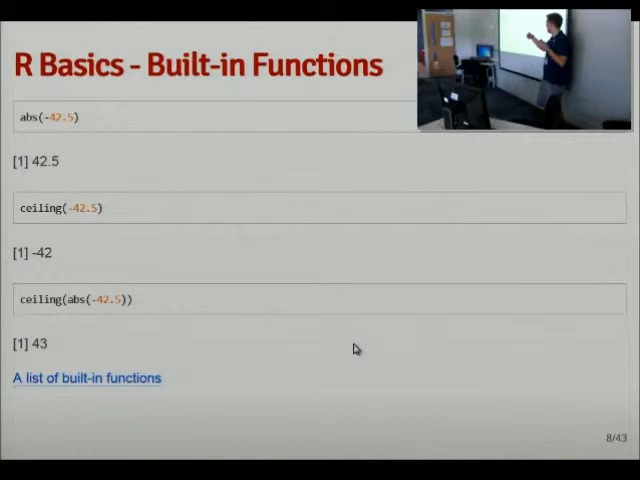 R Basics - Built-in Functions
abs(-42.5)
[1] 42.5
ceiling(-42.5)
[1] -42
ceiling(abs(-42.5))
[1] 43
A list of built-in functions
8/43